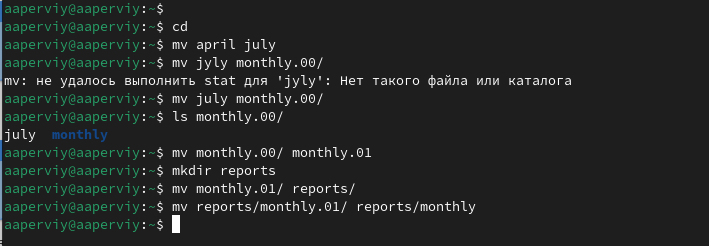 aaperviy@aaperviy:~$
aaperviy@aaperviy:~$ cd
aaperviy@aaperviy:~$ mv april july
aaperviy@aaperviy:~$ mv jyly monthly.00/
mv: не удалось выполнить stat для 'jyly': Нет такого файла или каталога
aaperviy@aaperviy:~$ mv july monthly.00/
aaperviy@aaperviy:~$ ls monthly.00/
july  monthly
aaperviy@aaperviy:~$ mv monthly.00/ monthly.01
aaperviy@aaperviy:~$ mkdir reports
aaperviy@aaperviy:~$ mv monthly.01/ reports/
aaperviy@aaperviy:~$ mv reports/monthly.01/ reports/monthly
aaperviy@aaperviy:~$